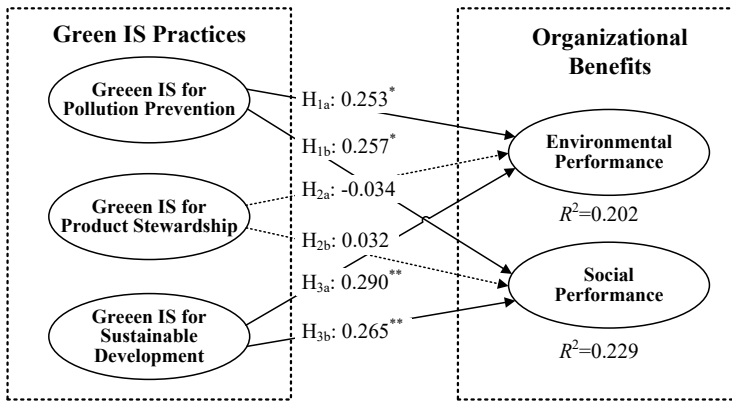 Green IS Practices
Greeen IS for
Pollution Prevention
Greeen IS for
Product Stewardship
Greeen IS for
Sustainable
Development
H1a: 0.253*
H1b: 0.257*
H2a: -0.034
H2b: 0.032
H3a: 0.290**
H3b: 0.265**
Organizational
Benefits
Environmental
Performance
R²=0.202
Social
Performance
R²=0.229